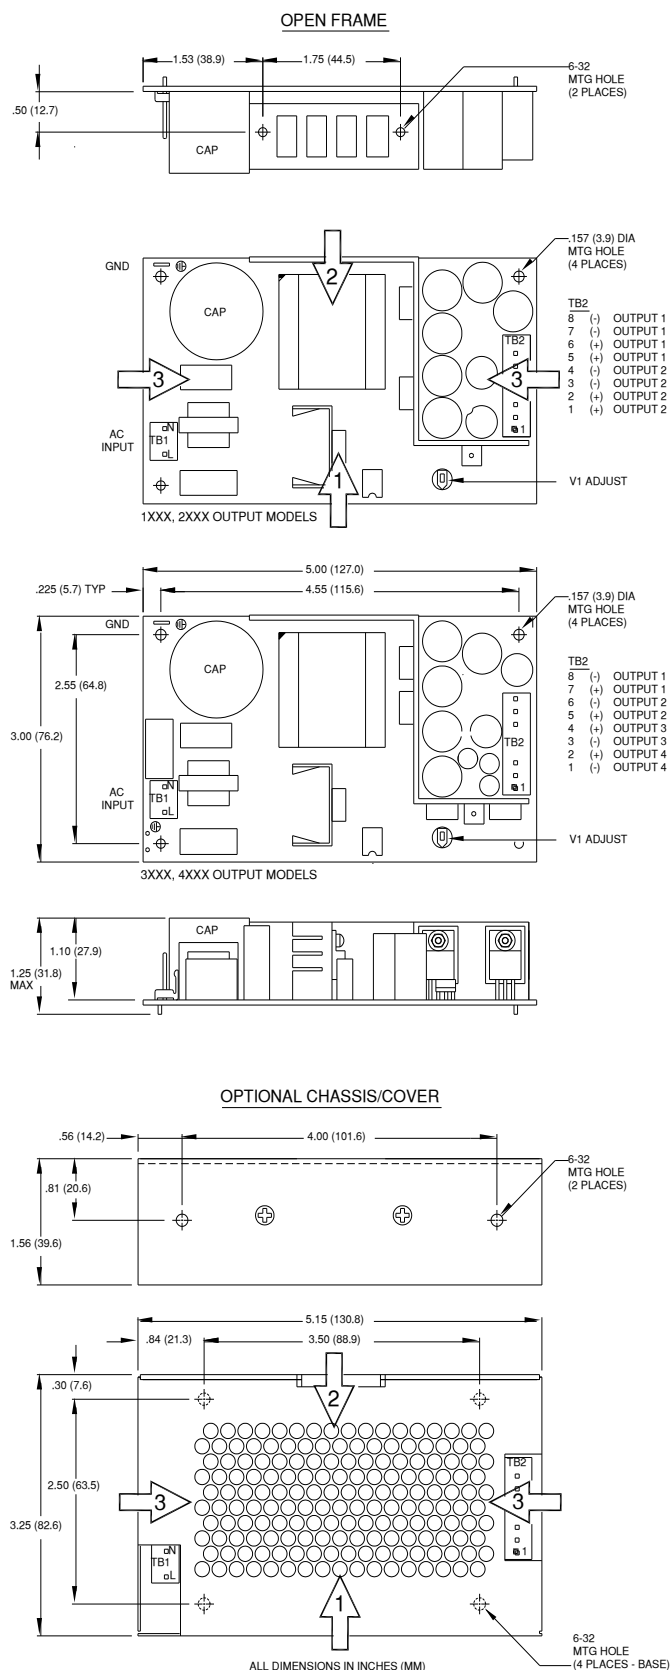 OPEN FRAME
1.53 (38.9)
1.75 (44.5)
6-32
MTG HOLE
(2 PLACES)
.50 (12.7)
CAP
GND
CAP
2
.157 (3.9) DIA
MTG HOLE
(4 PLACES)
TB2
8 (-) OUTPUT 1
7 (-) OUTPUT 1
6 (+) OUTPUT 1
5 (+) OUTPUT 1
4 (-) OUTPUT 2
3 (-) OUTPUT 2
2 (+) OUTPUT 2
1 (+) OUTPUT 2
TB2
3
3
AC
INPUT
N
TB1
L
1
1
V1 ADJUST
1XXX, 2XXX OUTPUT MODELS
5.00 (127.0)
.225 (5.7) TYP
4.55 (115.6)
.157 (3.9) DIA
MTG HOLE
(4 PLACES)
GND
CAP
2.55 (64.8)
3.00 (76.2)
TB2
8 (-) OUTPUT 1
7 (+) OUTPUT 1
6 (-) OUTPUT 2
5 (+) OUTPUT 2
4 (+) OUTPUT 3
3 (-) OUTPUT 3
2 (+) OUTPUT 4
1 (-) OUTPUT 4
TB2
AC
INPUT
N
TB1
L
1
V1 ADJUST
3XXX, 4XXX OUTPUT MODELS
CAP
1.10 (27.9)
1.25 (31.8)
MAX
OPTIONAL CHASSIS/COVER
.56 (14.2)
4.00 (101.6)
6-32
MTG HOLE
(2 PLACES)
.81 (20.6)
1.56 (39.6)
5.15 (130.8)
.84 (21.3)
3.50 (88.9)
.30 (7.6)
2
TB2
2.50 (63.5)
3
3
3.25 (82.6)
N
TB1
L
1
1
6-32
MTG HOLE
(4 PLACES - BASE)
ALL DIMENSIONS IN INCHES (MM)